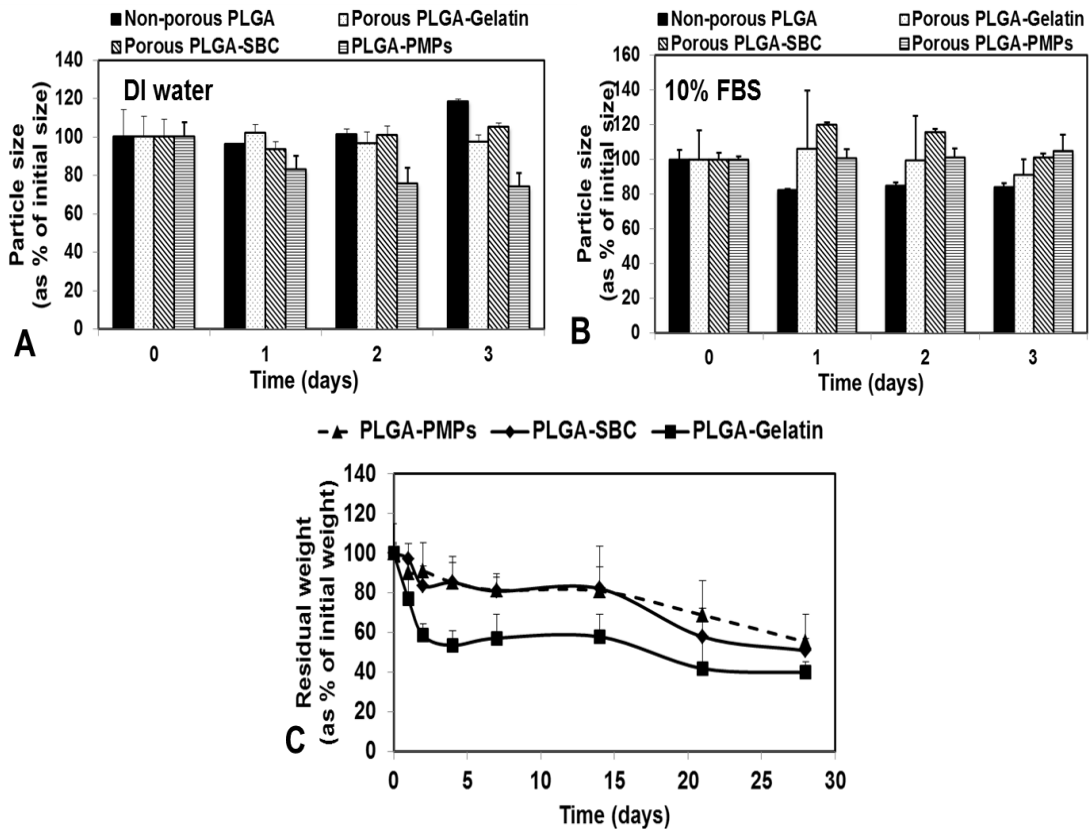 Non-porous PLGA Porous PLGA-Gelatin
Porous PLGA-SBC PLGA-PMPs
140
120
100
80
60
40
20
0
Particle size
(as % of initial size)
DI water
0 1 2 3
Time (days)
A
Non-porous PLGA Porous PLGA-Gelatin
Porous PLGA-SBC Porous PLGA-PMPs
160
140
120
100
80
60
40
20
0
Particle size
(as % of initial size)
10% FBS
0 1 2 3
Time (days)
B
PLGA-PMPs PLGA-SBC PLGA-Gelatin
140
120
100
80
60
40
20
0
Residual weight
(as % of initial weight)
0 5 10 15 20 25 30
Time (days)
C